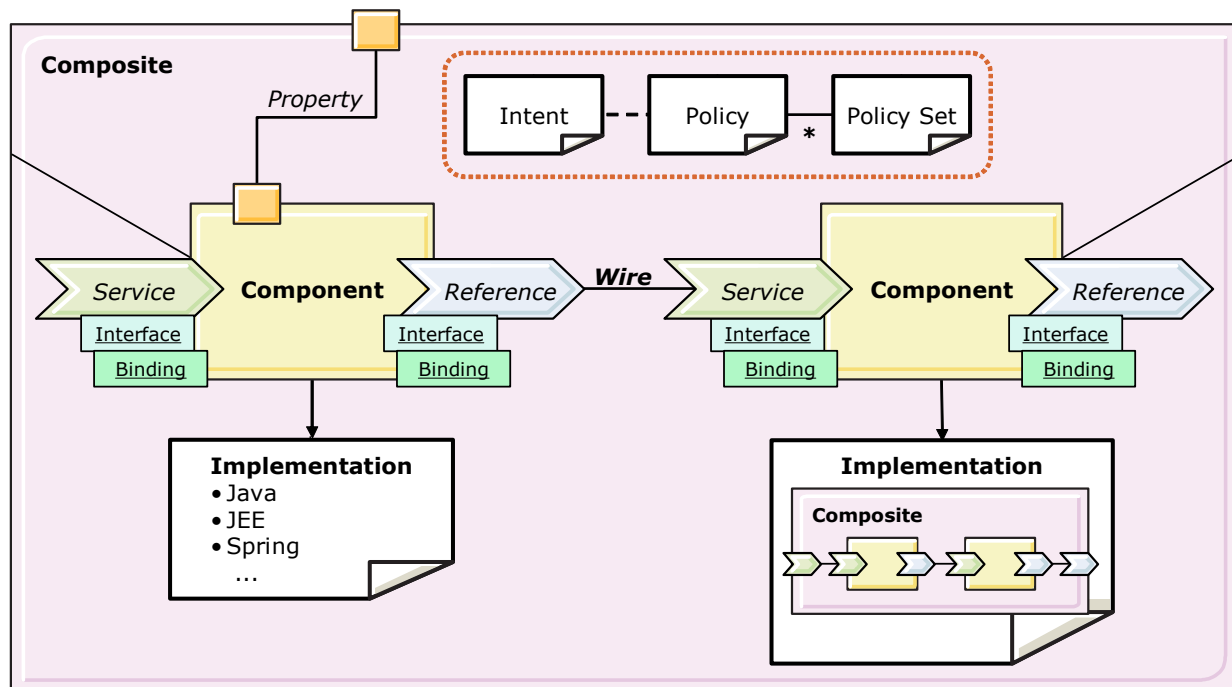 Composite
Property
Intent
Policy
*
Policy Set
Service
Component
Reference
Interface
Binding
Interface
Binding
Wire
Service
Component
Reference
Interface
Binding
Interface
Binding
Implementation
• Java
• JEE
• Spring
...
Implementation
Composite